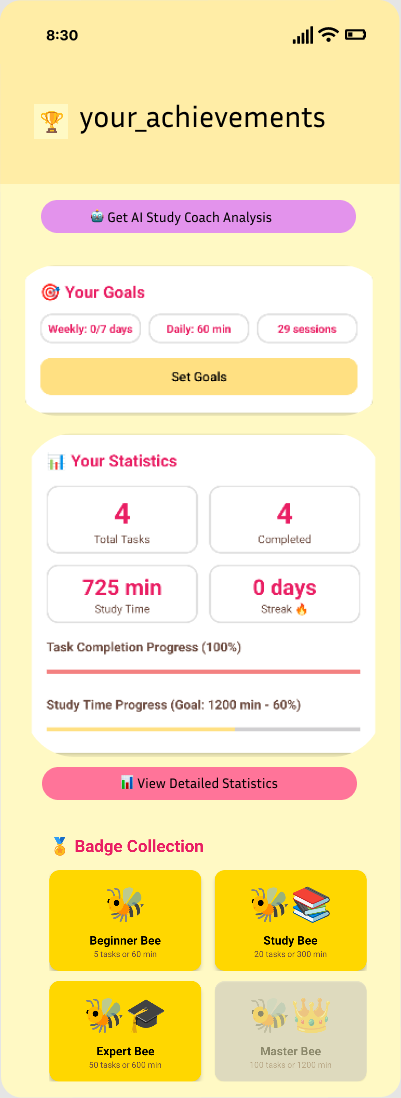 8:30
🏆 your_achievements
🤖 Get AI Study Coach Analysis
🎯 Your Goals
Weekly: 0/7 days Daily: 60 min 29 sessions
Set Goals
📊 Your Statistics
4 4
Total Tasks Completed
725 min 0 days
Study Time Streak 🔥
Task Completion Progress (100%)
Study Time Progress (Goal: 1200 min - 60%)
📊 View Detailed Statistics
🏅 Badge Collection
Beginner Bee Study Bee
5 tasks or 60 min 20 tasks or 300 min
Expert Bee Master Bee
50 tasks or 600 min 100 tasks or 1200 min